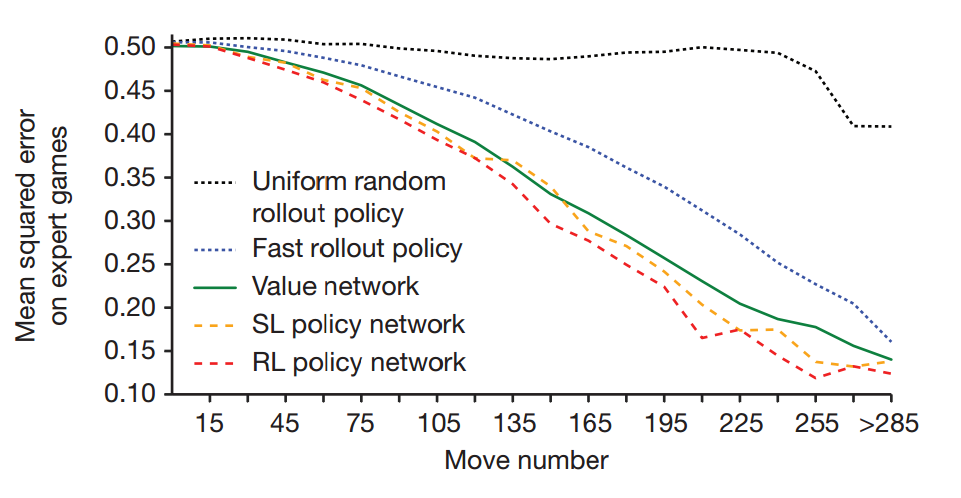 Mean squared error
on expert games
0.50
0.45
0.40
0.35
0.30
0.25
0.20
0.15
0.10
Uniform random
rollout policy
Fast rollout policy
Value network
SL policy network
RL policy network
15 45 75 105 135 165 195 225 255 >285
Move number